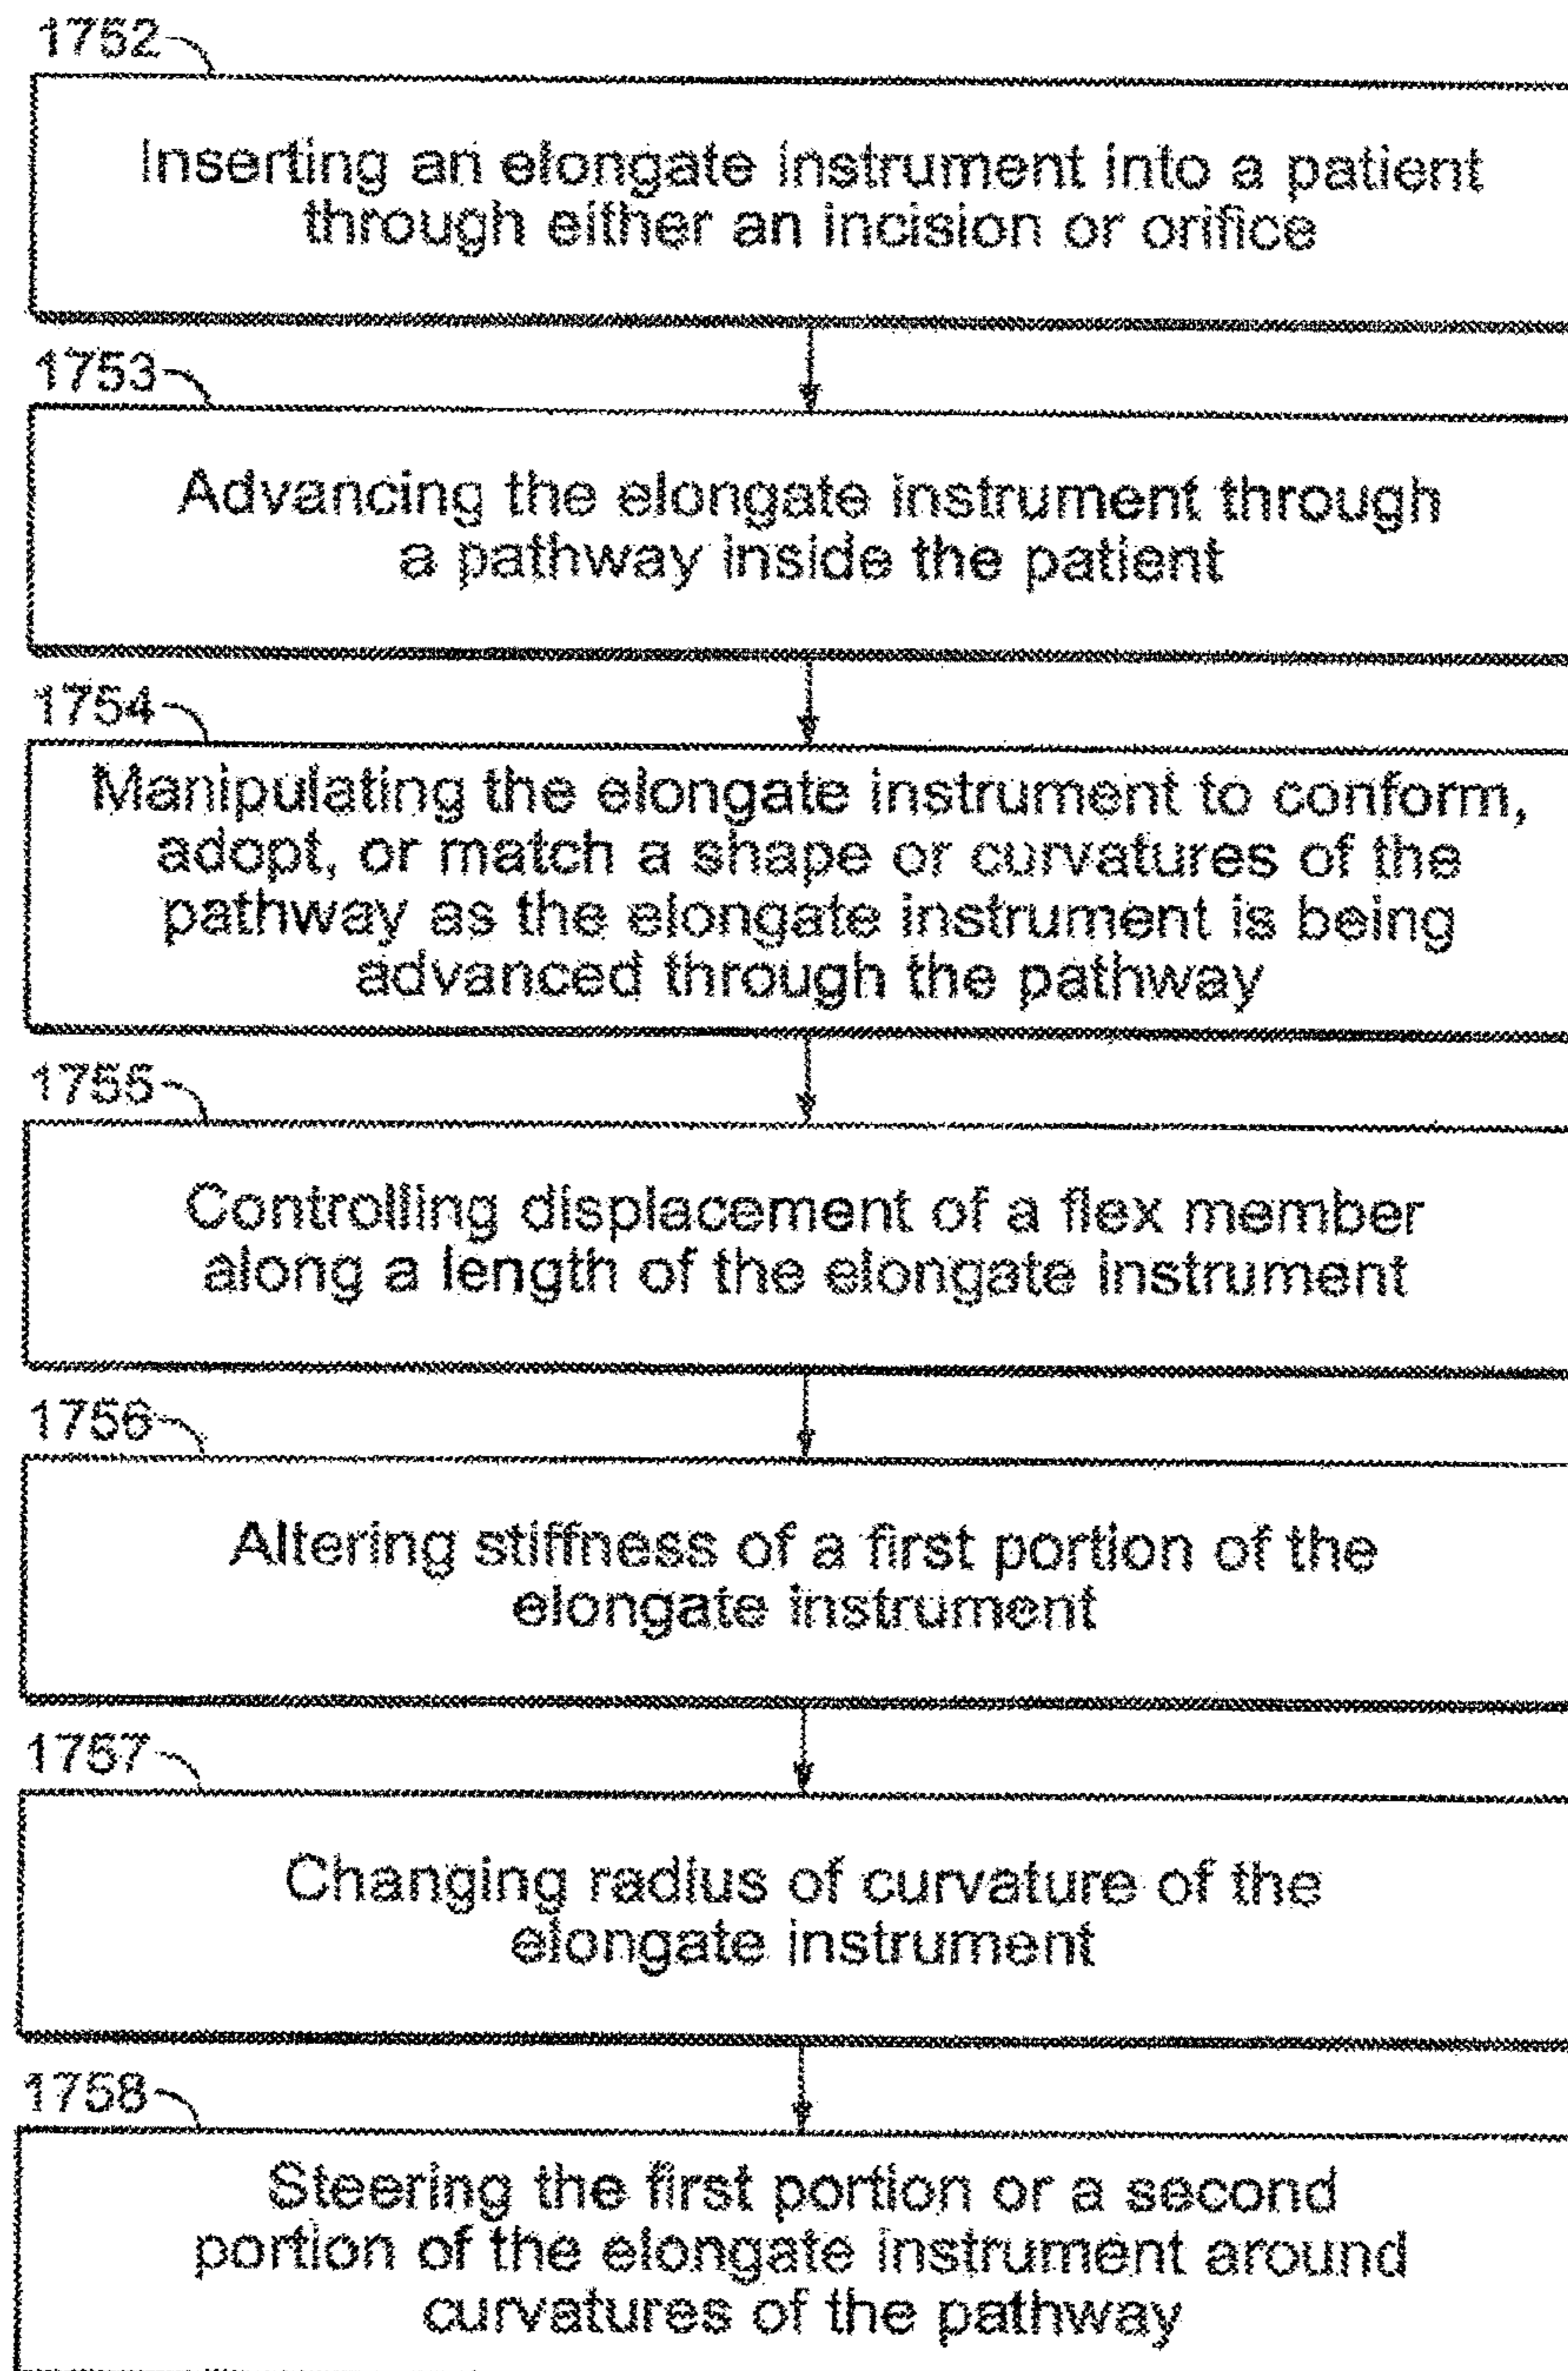 1752
Inserting an elongate instrument into a patient
through either an incision or orifice
1753
Advancing the elongate instrument through
a pathway inside the patient
1754
Manipulating the elongate instrument to conform,
adopt, or match a shape or curvatures of the
pathway as the elongate instrument is being
advanced through the pathway
1755
Controlling displacement of a flex member
along a length of the elongate instrument
1756
Altering stiffness of a first portion of the
elongate instrument
1757
Changing radius of curvature of the
elongate instrument
1758
Steering the first portion or a second
portion of the elongate instrument around
curvatures of the pathway